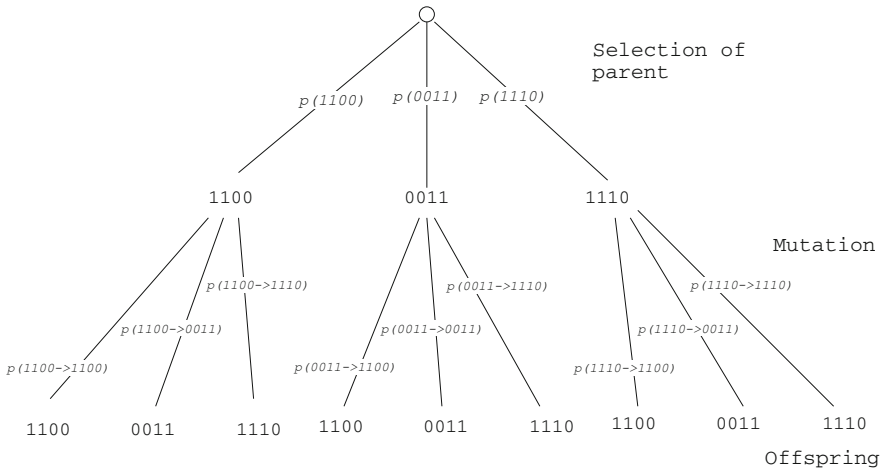 Selection of
parent
p(1100)
p(0011)
p(1110)
1100
0011
1110
Mutation
p(1100->1110)
p(0011->1110)
p(1110->1110)
p(1100->0011)
p(0011->0011)
p(1110->0011)
p(1100->1100)
p(0011->1100)
p(1110->1100)
1100
0011
1110
1100
0011
1110
1100
0011
1110
Offspring